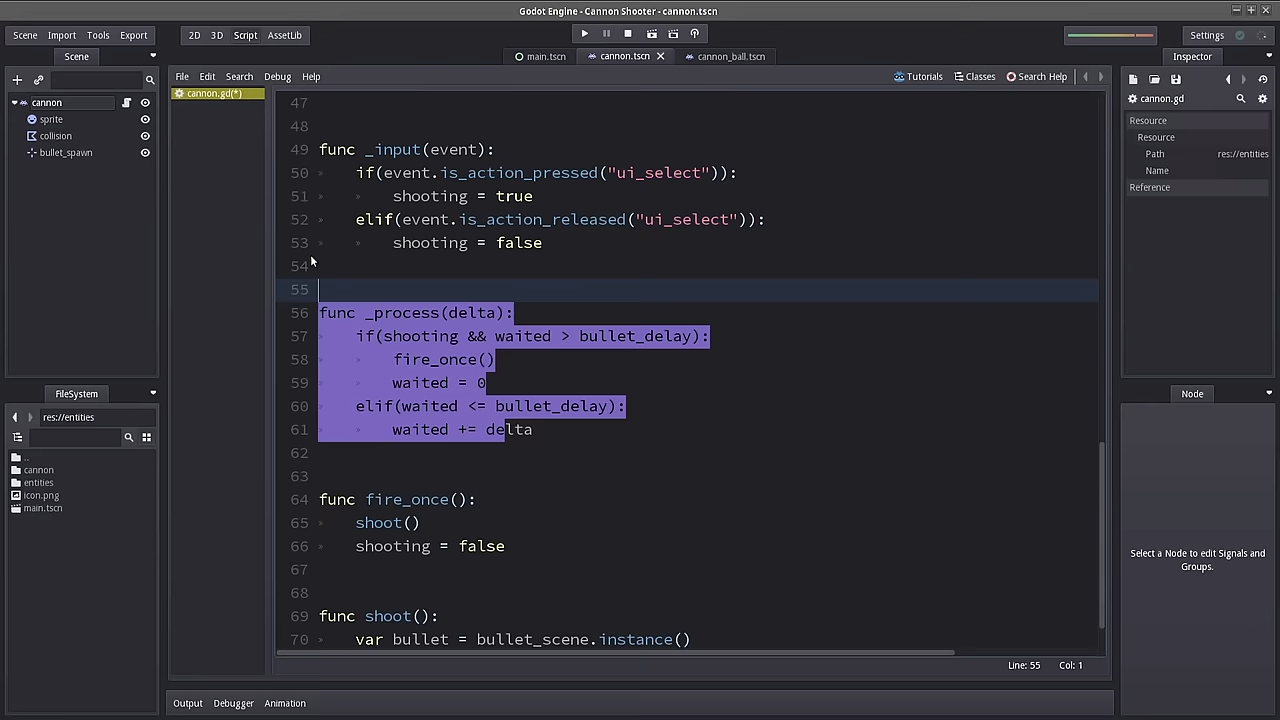 Godot Engine - Cannon Shooter - cannon.tscn
Scene Import Tools Export 2D 3D Script AssetLib Settings
Scene main.tscn cannon.tscn cannon_ball.tscn Inspector
File Edit Search Debug Help Tutorials Classes Search Help
cannon.gd(*)
cannon
sprite
collision
bullet_spawn
47
48
49 func _input(event):
50 if(event.is_action_pressed("ui_select")):
51 shooting = true
52 elif(event.is_action_released("ui_select")):
53 shooting = false
54
55
56 func _process(delta):
57 if(shooting && waited > bullet_delay):
58 fire_once()
59 waited = 0
60 elif(waited <= bullet_delay):
61 waited += delta
62
63
64 func fire_once():
65 shoot()
66 shooting = false
67
68
69 func shoot():
70 var bullet = bullet_scene.instance()
Line: 55 Col: 1
cannon.gd
Resource
Resource
Path res://entities
Name
Reference
FileSystem
res://entities
..
cannon
entities
icon.png
main.tscn
Node
Select a Node to edit Signals and
Groups.
Output Debugger Animation